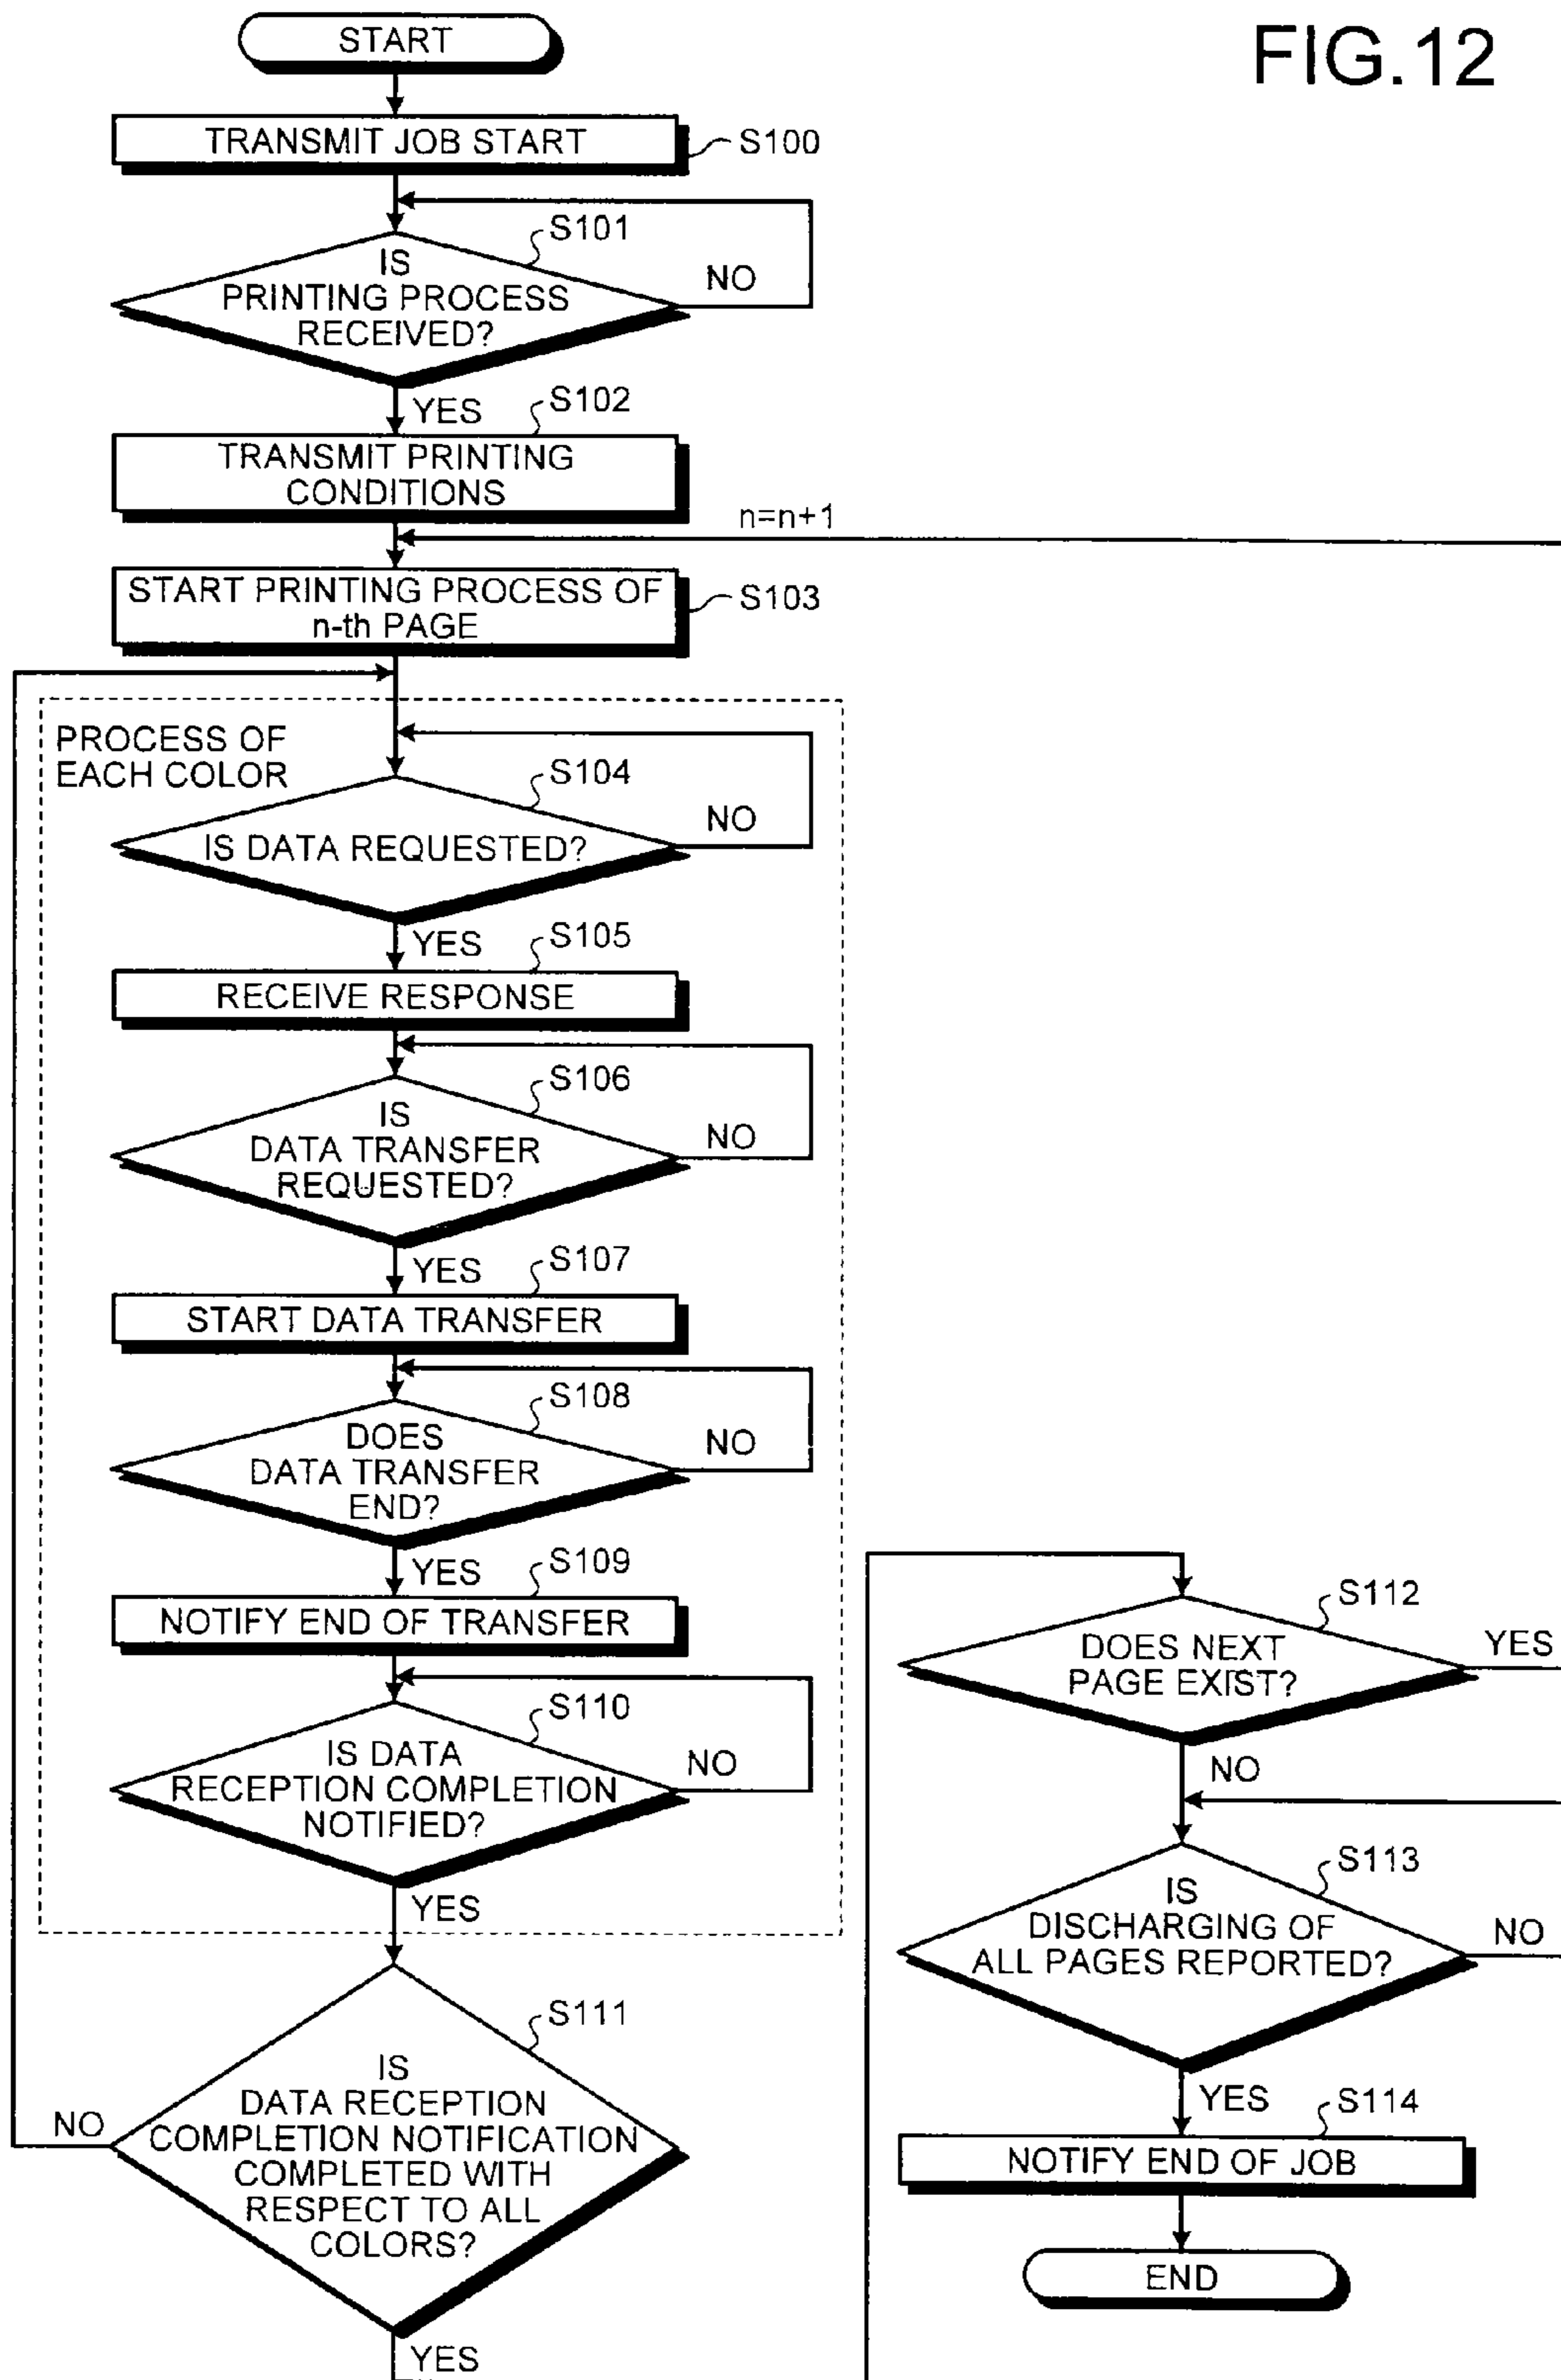 FIG.12
START
TRANSMIT JOB START
S100
S101
IS
PRINTING PROCESS
RECEIVED?
NO
YES
S102
TRANSMIT PRINTING
CONDITIONS
n=n+1
START PRINTING PROCESS OF
n-th PAGE
S103
PROCESS OF
EACH COLOR
S104
IS DATA REQUESTED?
NO
YES
S105
RECEIVE RESPONSE
S106
IS
DATA TRANSFER
REQUESTED?
NO
YES
S107
START DATA TRANSFER
S108
DOES
DATA TRANSFER
END?
NO
YES
S109
NOTIFY END OF TRANSFER
S110
IS DATA
RECEPTION COMPLETION
NOTIFIED?
NO
YES
S111
IS
DATA RECEPTION
COMPLETION NOTIFICATION
COMPLETED WITH
RESPECT TO ALL
COLORS?
NO
YES
S112
DOES NEXT
PAGE EXIST?
YES
NO
S113
IS
DISCHARGING OF
ALL PAGES REPORTED?
NO
YES
S114
NOTIFY END OF JOB
END